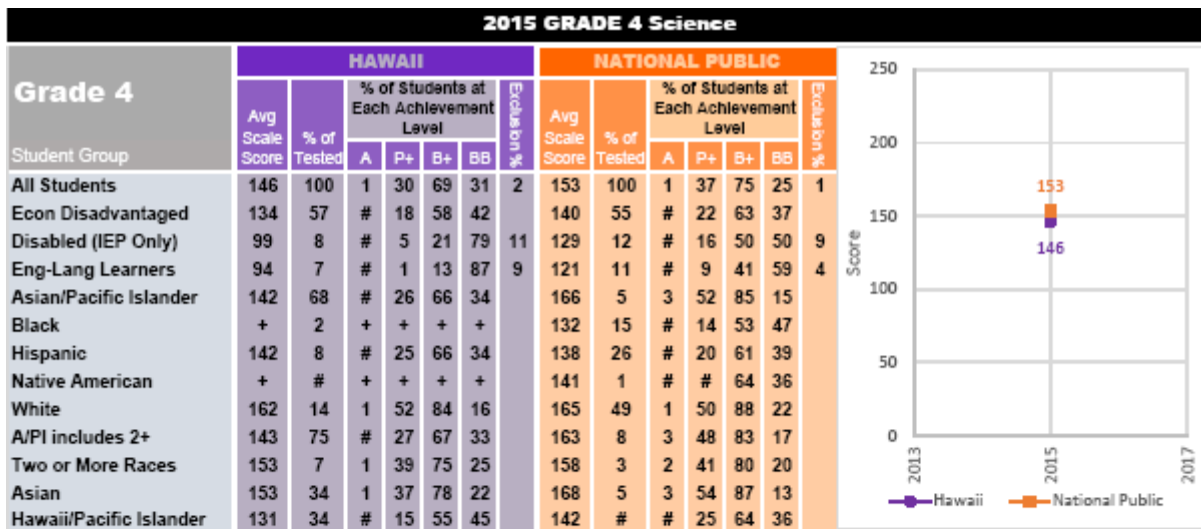 2015 GRADE 4 Science
Grade 4
Student Group
HAWAII
NATIONAL PUBLIC
Avg Scale Score % of Tested % of Students at Each Achievement Level Exclusion % Avg Scale Score % of Tested % of Students at Each Achievement Level Exclusion %
A P+ B+ BB A P+ B+ BB
All Students 146 100 1 30 69 31 2 153 100 1 37 75 25 1
Econ Disadvantaged 134 57 # 18 58 42 140 55 # 22 63 37
Disabled (IEP Only) 99 8 # 5 21 79 11 129 12 # 16 50 50 9
Eng-Lang Learners 94 7 # 1 13 87 9 121 11 # 9 41 59 4
Asian/Pacific Islander 142 68 # 26 66 34 166 5 3 52 85 15
Black + 2 + + + + 132 15 # 14 53 47
Hispanic 142 8 # 25 66 34 138 26 # 20 61 39
Native American + # + + + + 141 1 # # 64 36
White 162 14 1 52 84 16 165 49 1 50 88 22
A/PI includes 2+ 143 75 # 27 67 33 163 8 3 48 83 17
Two or More Races 153 7 1 39 75 25 158 3 2 41 80 20
Asian 153 34 1 37 78 22 168 5 3 54 87 13
Hawaii/Pacific Islander 131 34 # 15 55 45 142 # # 25 64 36
Score
250
200
150
100
50
0
153
146
2013 2015 2017
Hawaii National Public